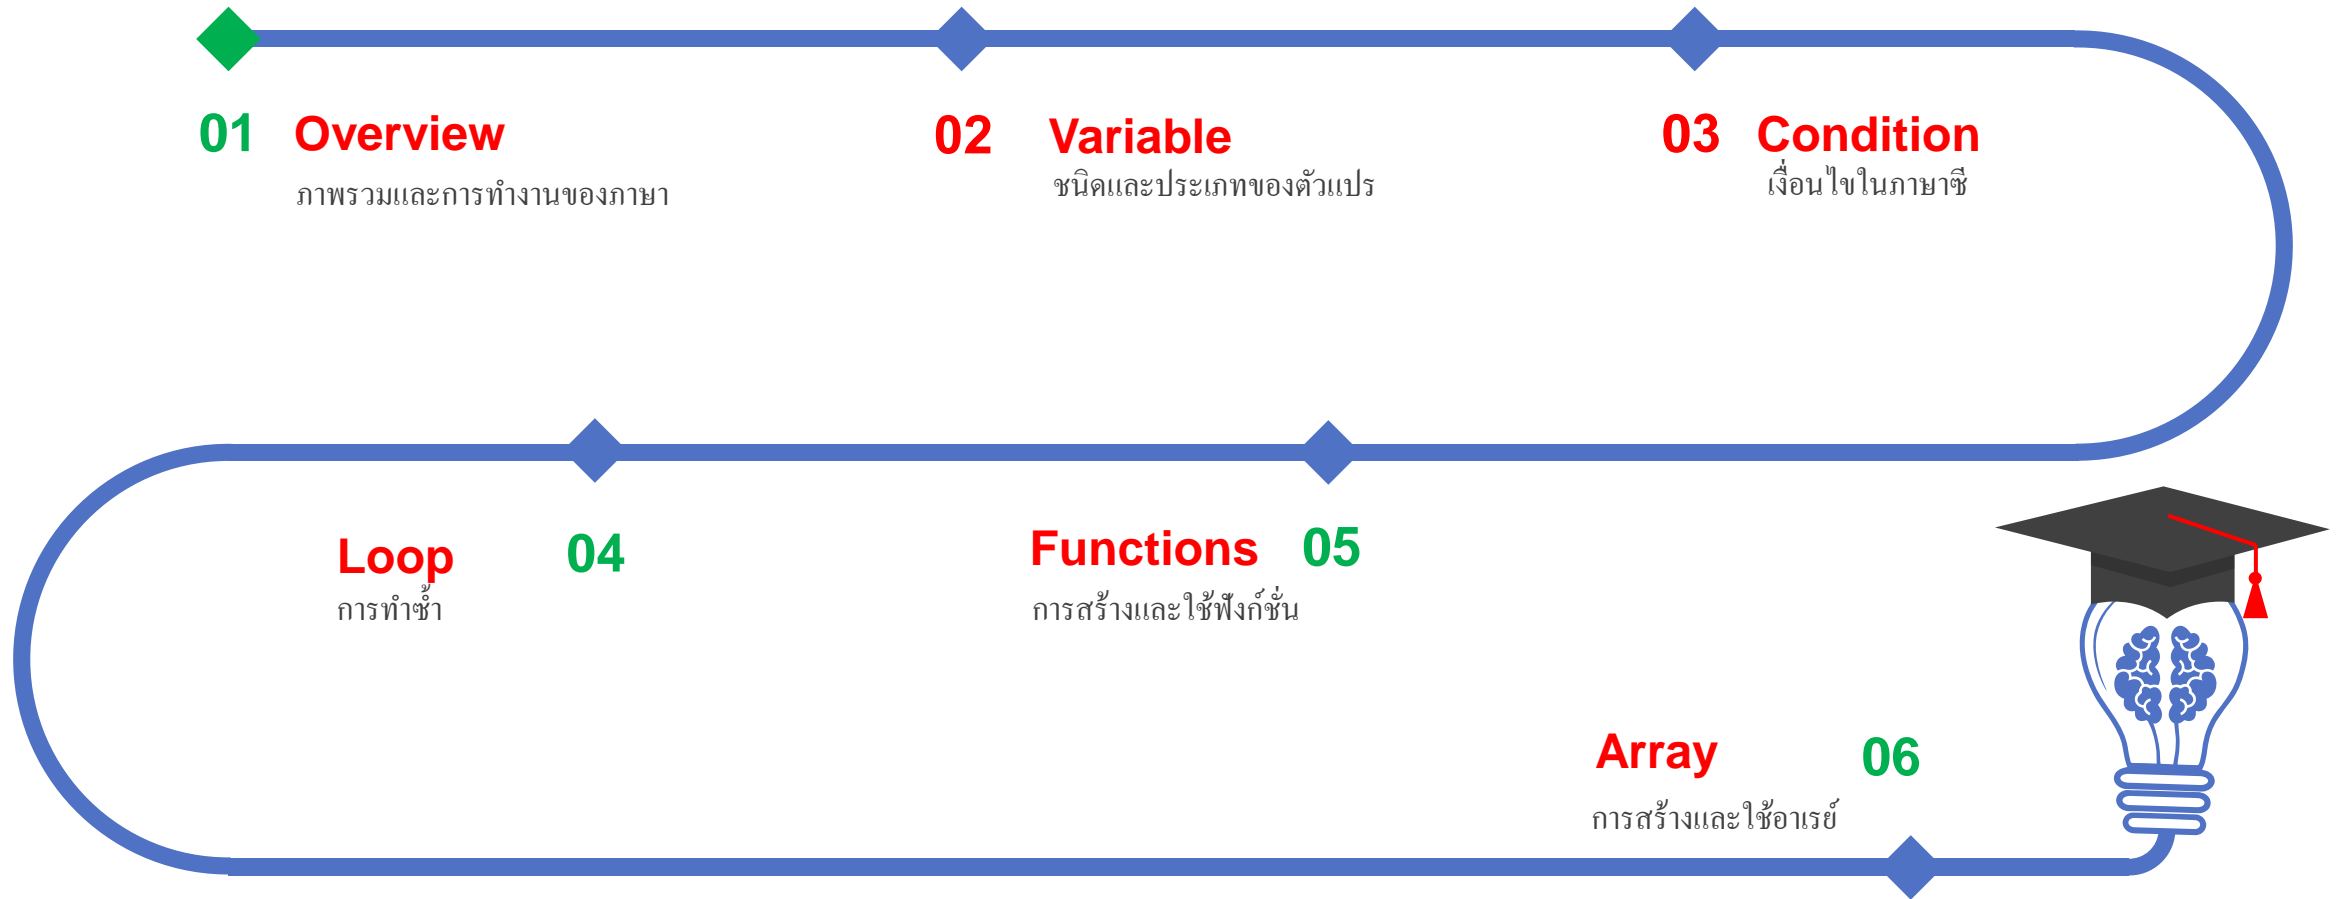 01 Overview
ภาพรวมและการทำงานของภาษา
02 Variable
ชนิดและประเภทของตัวแปร
03 Condition
เงื่อนไขในภาษาซี
Loop 04
การทำซ้ำ
Functions 05
การสร้างและใช้ฟังก์ชั่น
Array 06
การสร้างและใช้อาเรย์